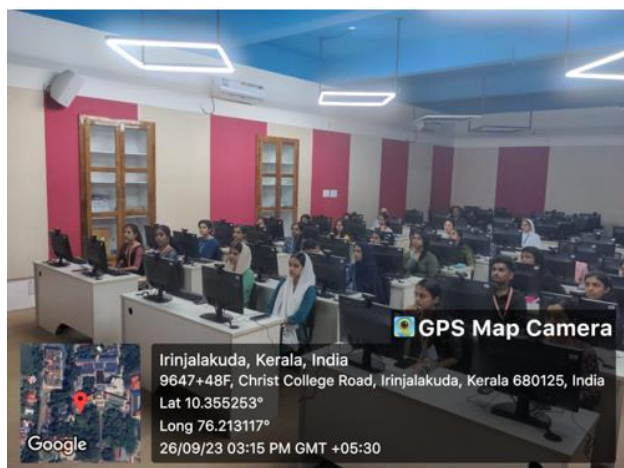 GPS Map Camera
Irinjalakuda, Kerala, India
9647+48F, Christ College Road, Irinjalakuda, Kerala 680125, India
Lat 10.355253°
Long 76.213117°
26/09/23 03:15 PM GMT +05:30
Google